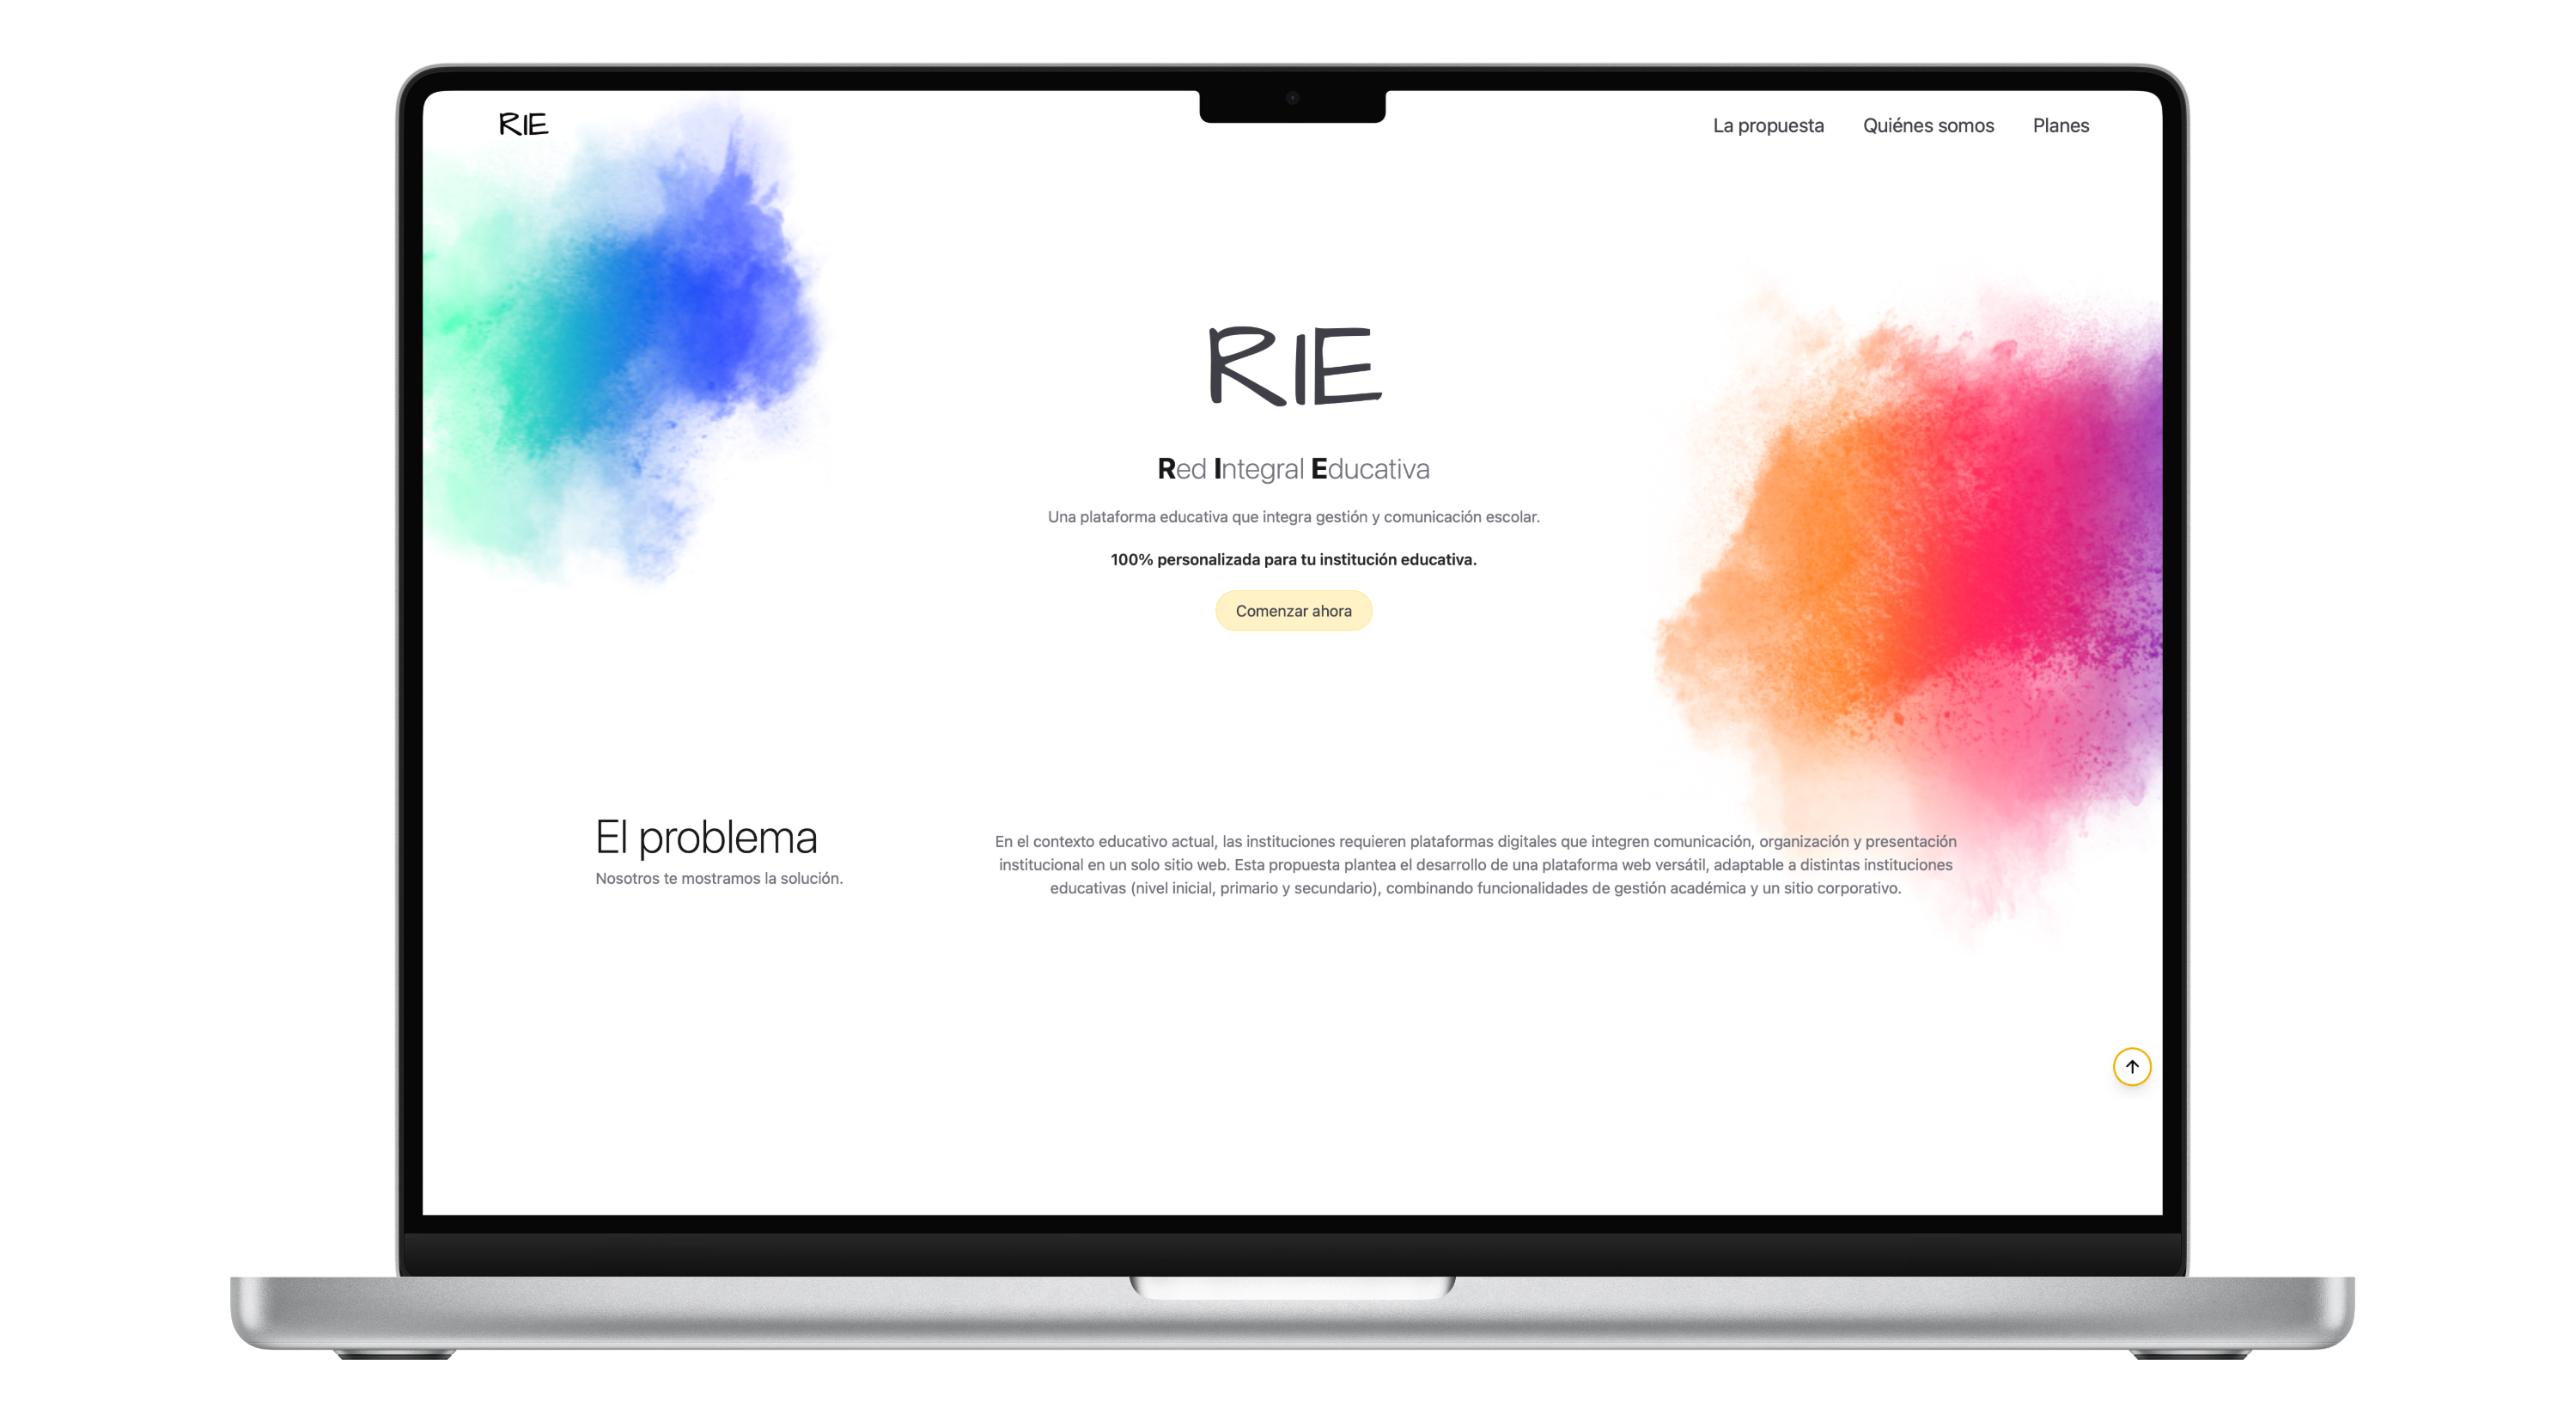 RIE
La propuesta Quiénes somos Planes
RIE
Red Integral Educativa
Una plataforma educativa que integra gestión y comunicación escolar.
100% personalizada para tu institución educativa.
Comenzar ahora
El problema
Nosotros te mostramos la solución.
En el contexto educativo actual, las instituciones requieren plataformas digitales que integren comunicación, organización y presentación
institucional en un solo sitio web. Esta propuesta plantea el desarrollo de una plataforma web versátil, adaptable a distintas instituciones
educativas (nivel inicial, primario y secundario), combinando funcionalidades de gestión académica y un sitio corporativo.